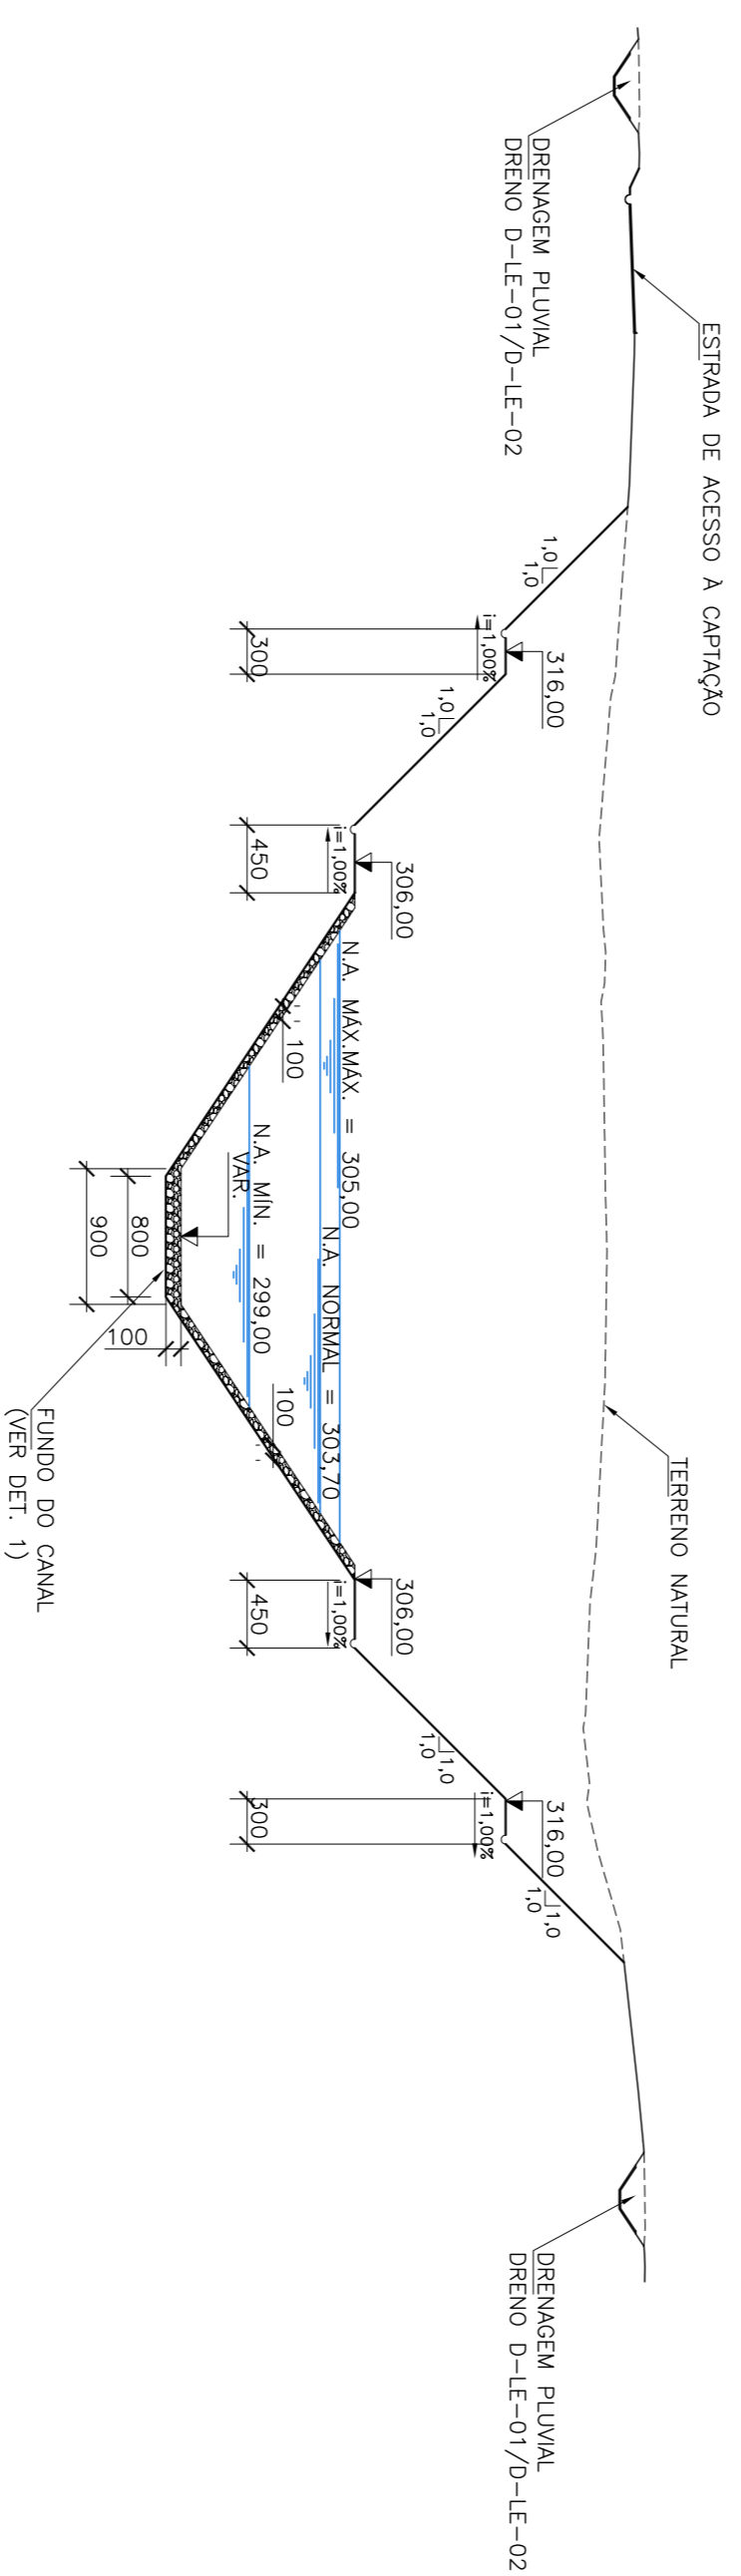 ESTRADA DE ACESSO À CAPTAÇÃO
DRENAGEM PLUVIAL
DRENO D-LE-01/D-LE-02
1,0
1,0
316,00
i=1,00%
300
1,0
1,0
306,00
i=1,00%
450
N.A. MÁX.MÁX. = 305,00
N.A. NORMAL = 303,70
N.A. MÍN. = 299,00
VAR.
100
100
800
900
100
FUNDO DO CANAL
(VER DET. 1)
TERRENO NATURAL
306,00
i=1,00%
450
1,0
1,0
316,00
i=1,00%
300
1,0
1,0
DRENAGEM PLUVIAL
DRENO D-LE-01/D-LE-02